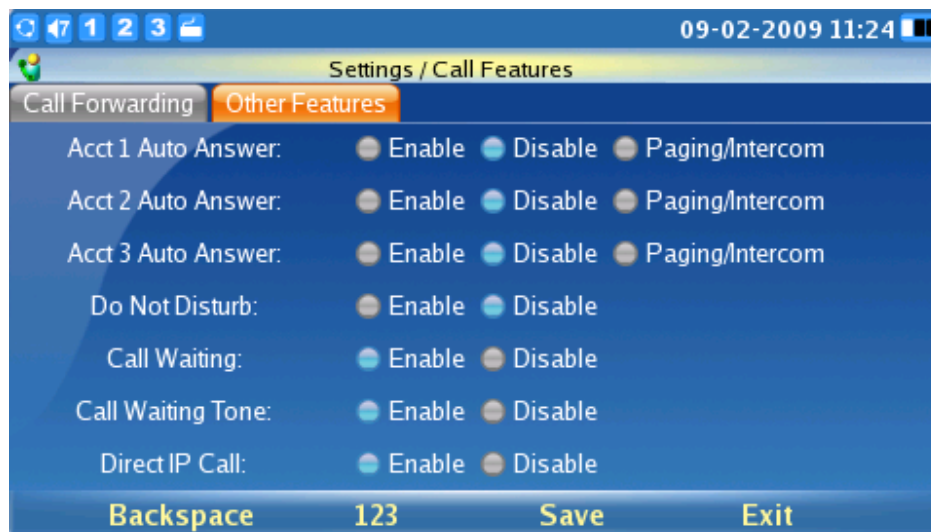 7 1 2 3 09-02-2009 11:24
Settings / Call Features
Call Forwarding Other Features
Acct 1 Auto Answer: Enable Disable Paging/Intercom
Acct 2 Auto Answer: Enable Disable Paging/Intercom
Acct 3 Auto Answer: Enable Disable Paging/Intercom
Do Not Disturb: Enable Disable
Call Waiting: Enable Disable
Call Waiting Tone: Enable Disable
Direct IP Call: Enable Disable
Backspace 123 Save Exit